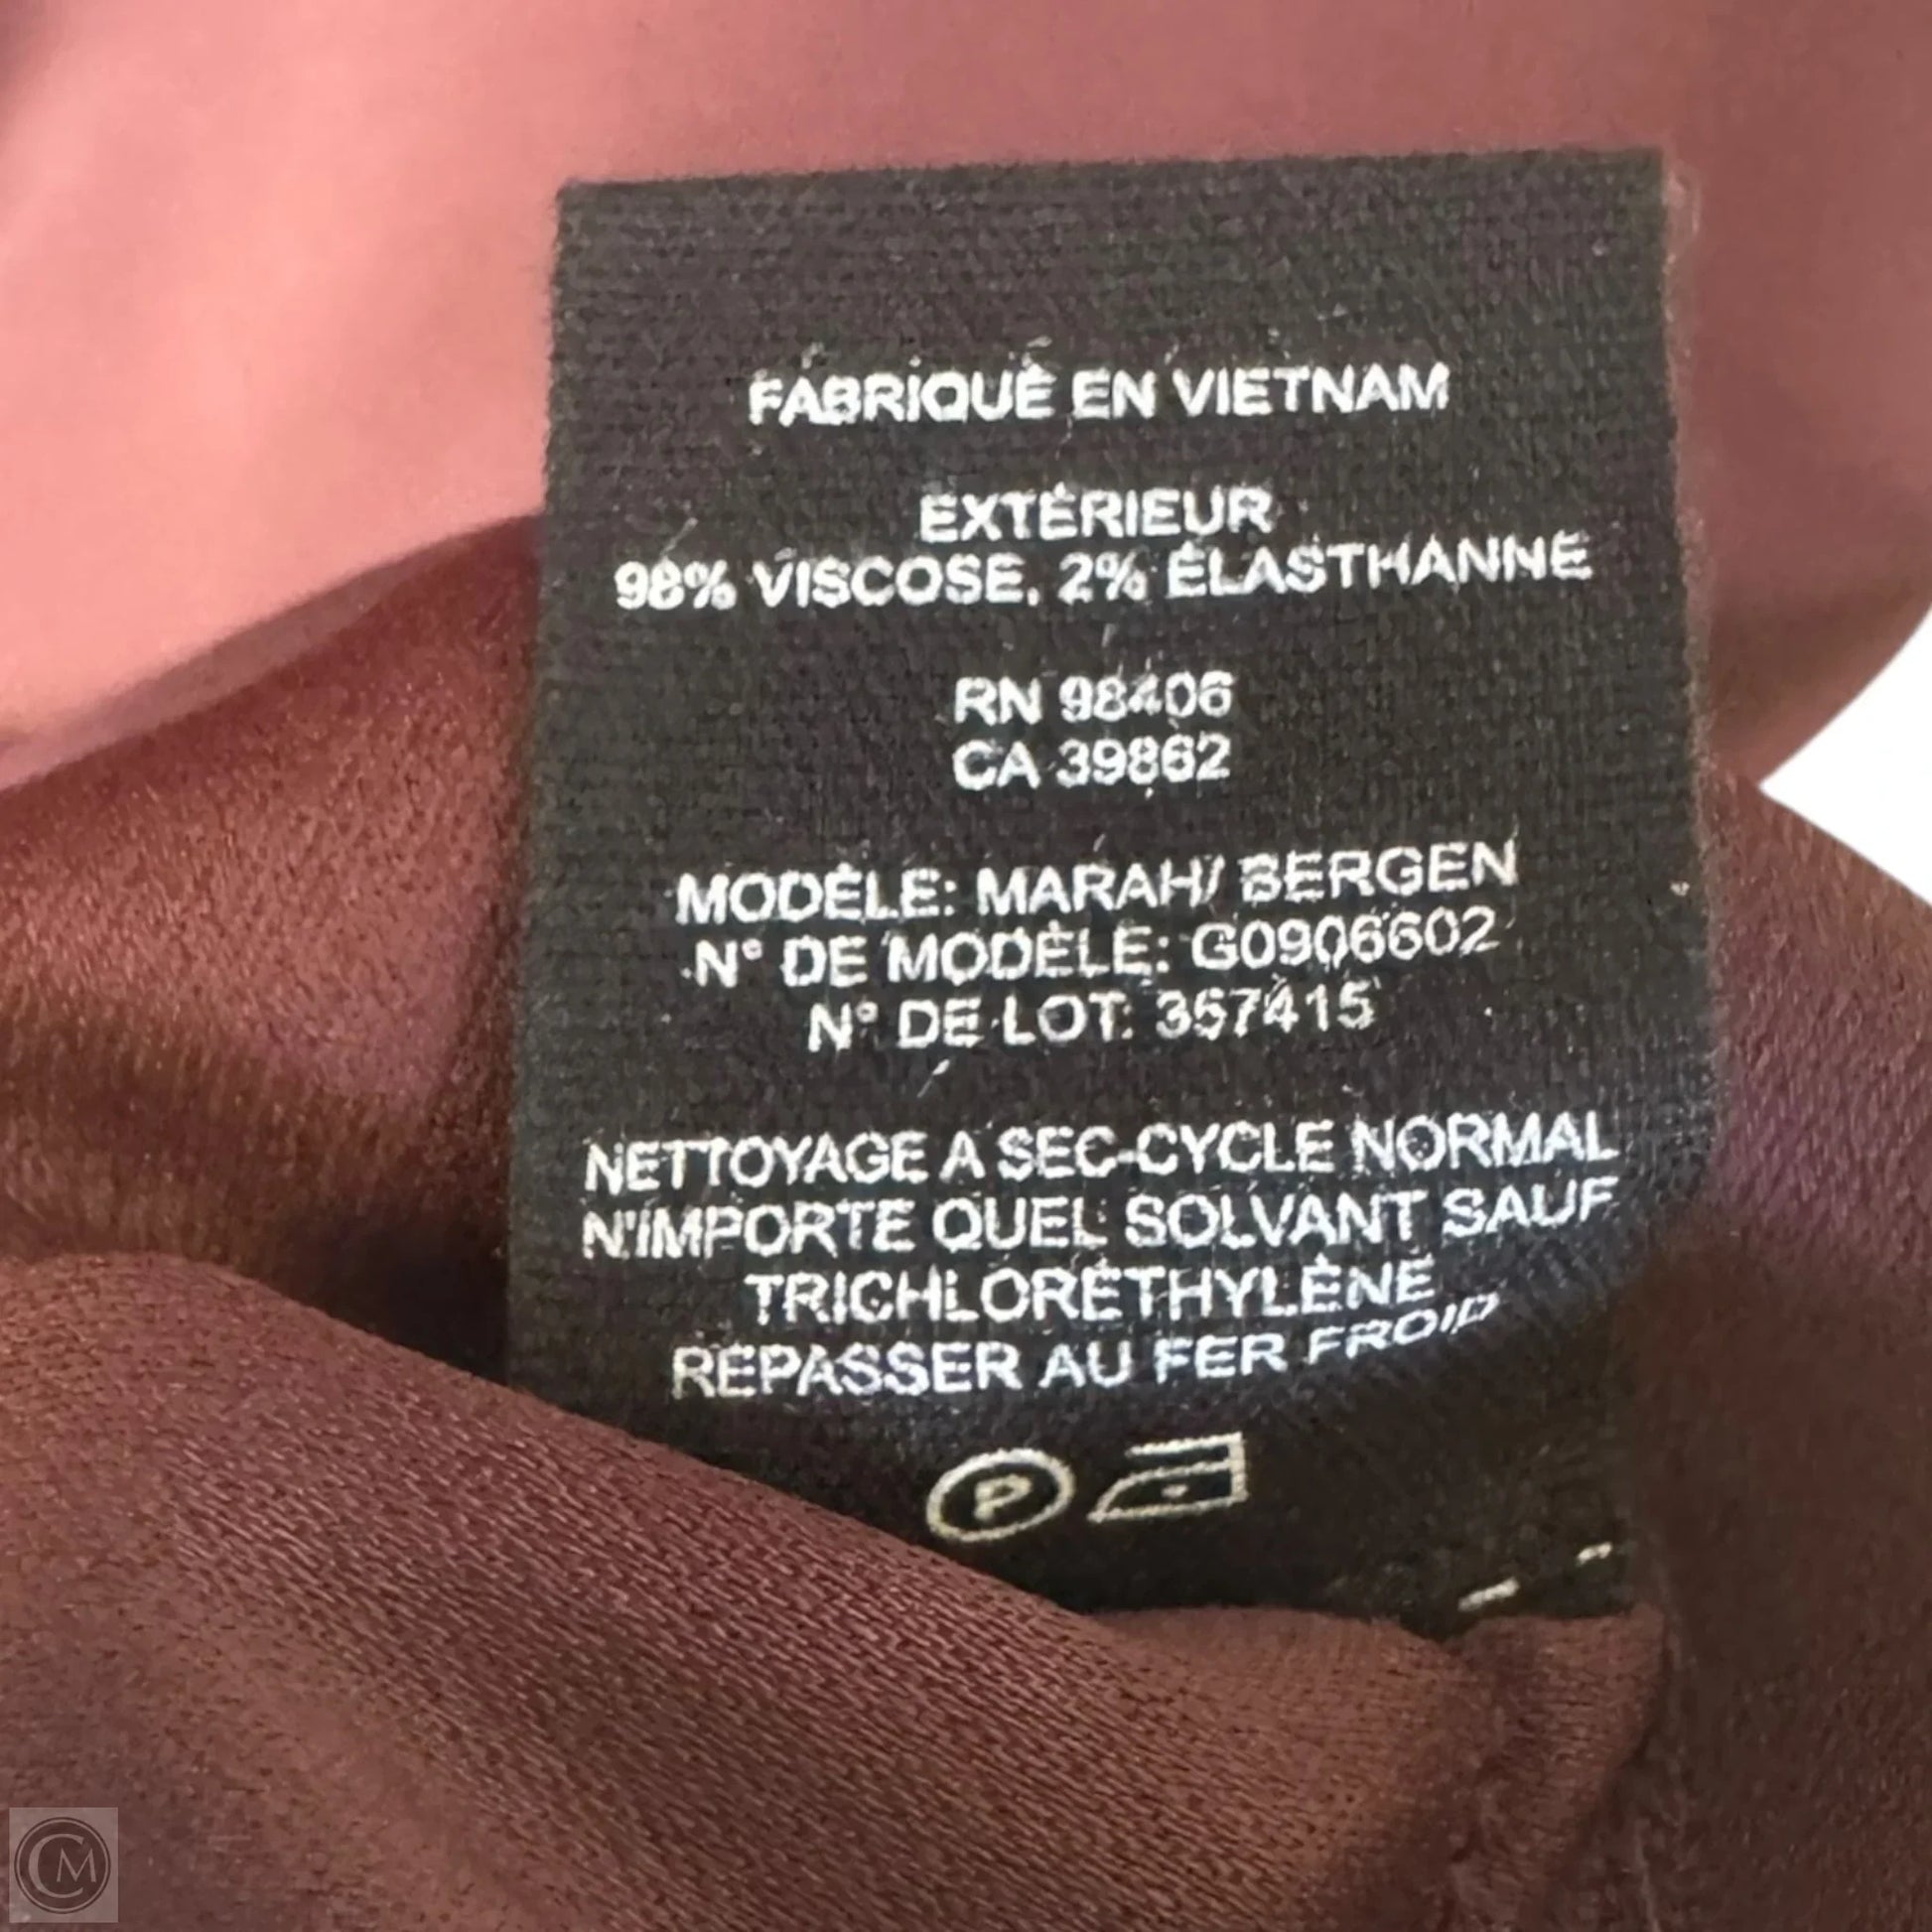 FABRIQUÉ EN VIETNAM
EXTÉRIEUR
98% VISCOSE, 2% ÉLASTHANNE
RN 98406
CA 39862
MODÈLE: MARAH/ BERGEN
N° DE MODÈLE: G0906602
N° DE LOT: 357415
NETTOYAGE A SEC-CYCLE NORMAL
N'IMPORTE QUEL SOLVANT SAUF
TRICHLORÉTHYLÈNE
REPASSER AU FER FROID
P
CM